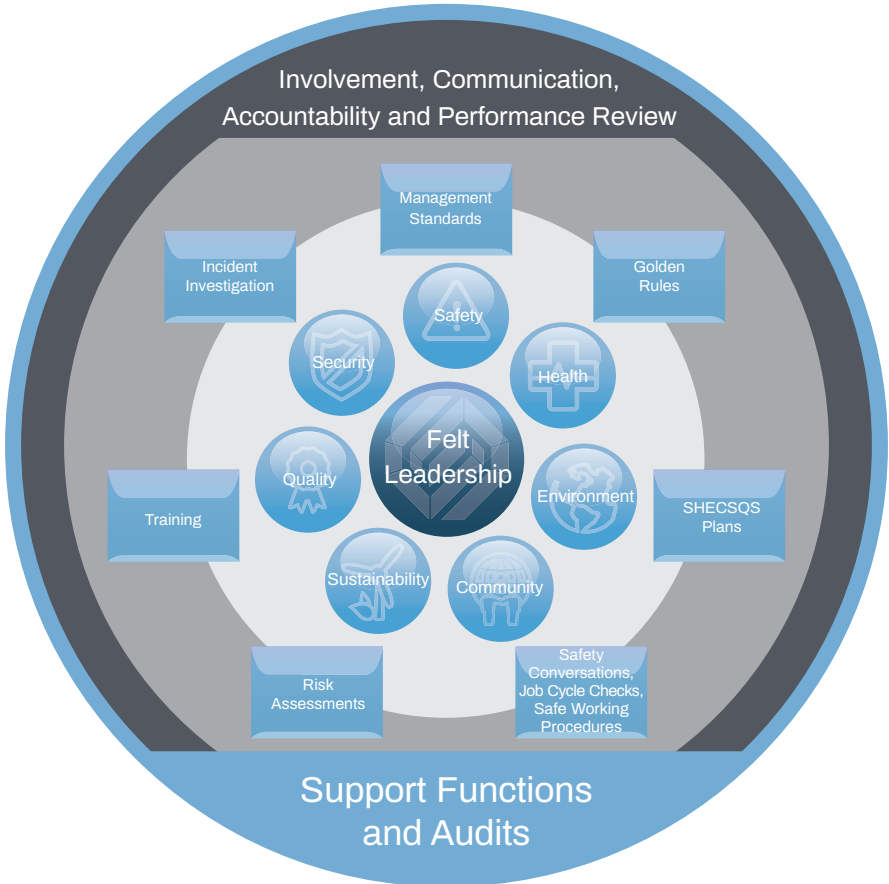 Involvement, Communication,
Accountability and Performance Review
Management
Standards
Incident
Investigation
Golden
Rules
Safety
Security
Health
Felt
Leadership
Quality
Environment
Training
SHECSQS
Plans
Sustainability
Community
Risk
Assessments
Safety
Conversations,
Job Cycle Checks,
Safe Working
Procedures
Support Functions
and Audits